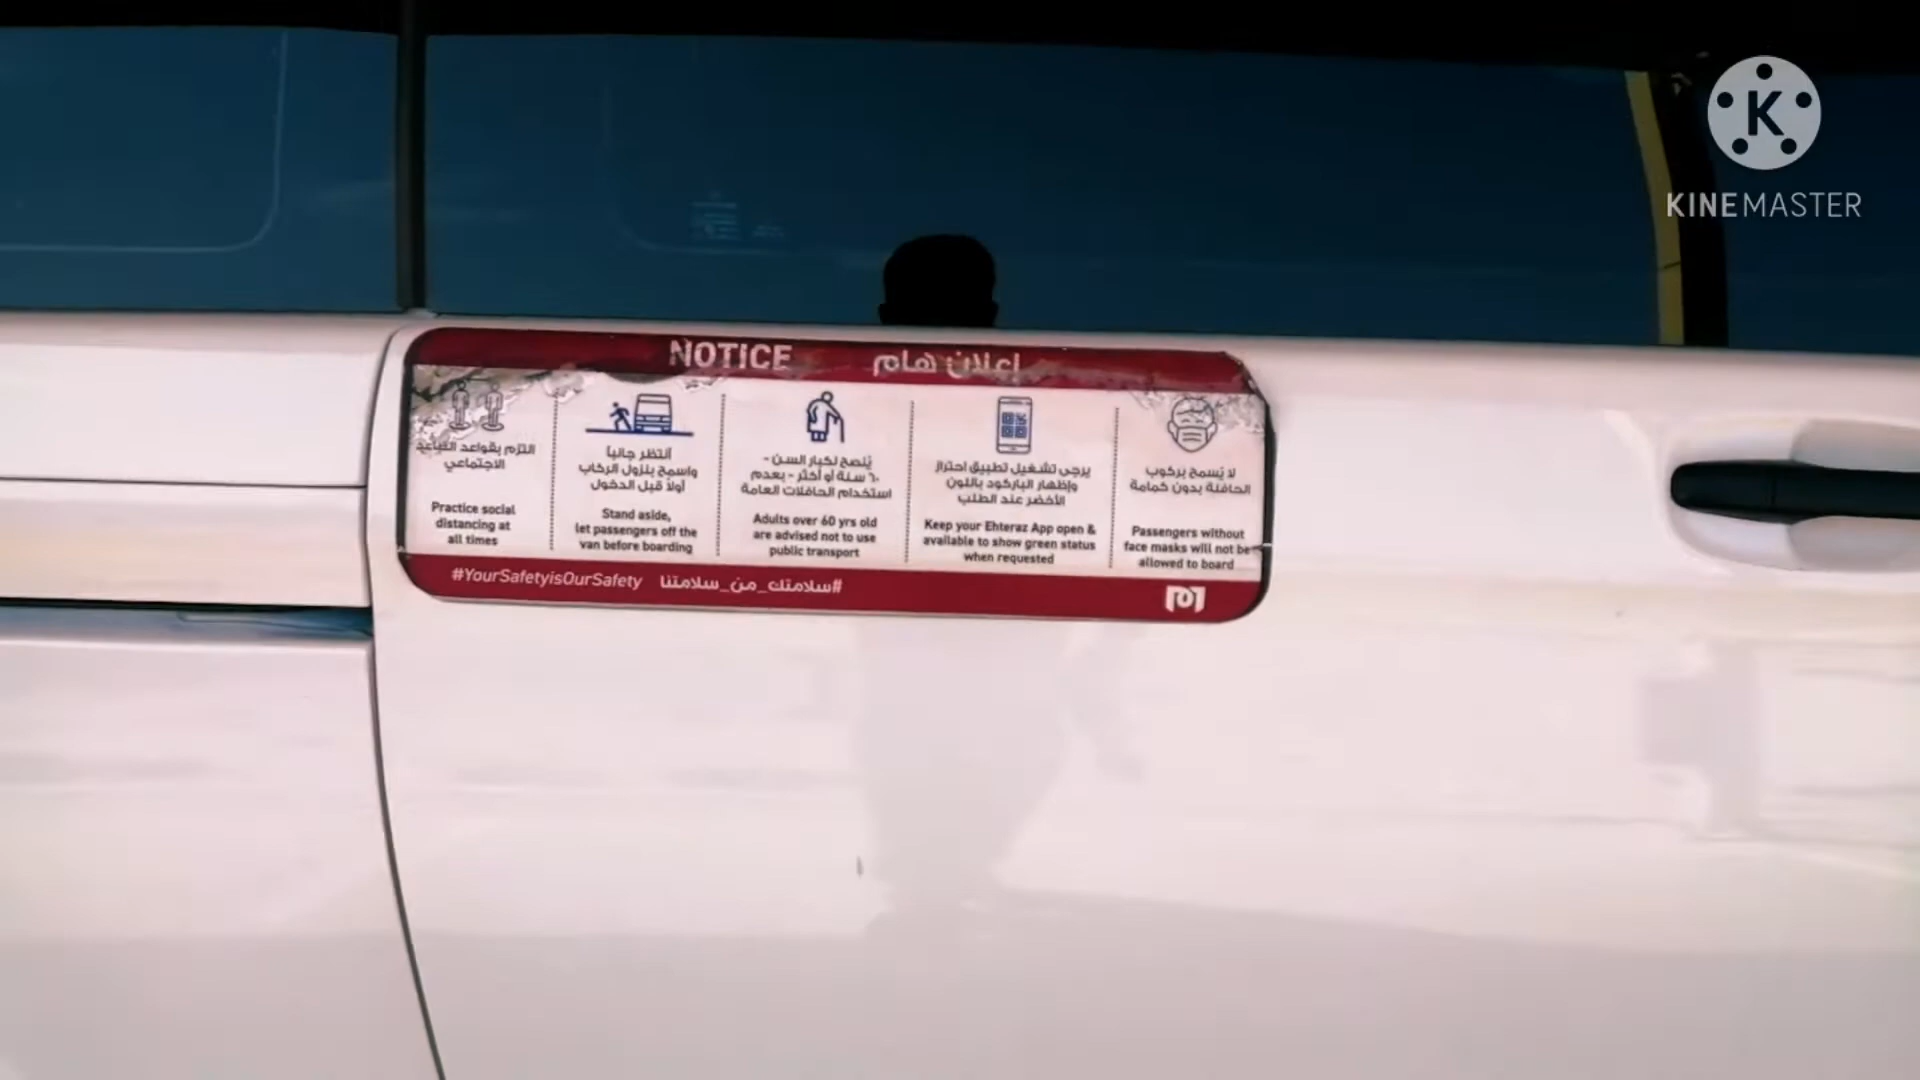 KINEMASTER
NOTICE
إعلان هام
التزم بقواعد التباعد
الاجتماعي
Practice social
distancing at
all times
انتظر جانباً
واسمح بنزول الركاب
أولاً قبل الدخول
Stand aside,
let passengers off the
van before boarding
يُنصح لكبار السن -
٦٠ سنة أو أكثر - بعدم
استخدام الحافلات العامة
Adults over 60 yrs old
are advised not to use
public transport
يرجى تشغيل تطبيق احتراز
وإظهار الباركود باللون
الأخضر عند الطلب
Keep your Ehteraz App open &
available to show green status
when requested
لا يُسمح بركوب
الحافلة بدون كمامة
Passengers without
face masks will not be
allowed to board
#YourSafetyisOurSafety
#سلامتك_من_سلامتنا